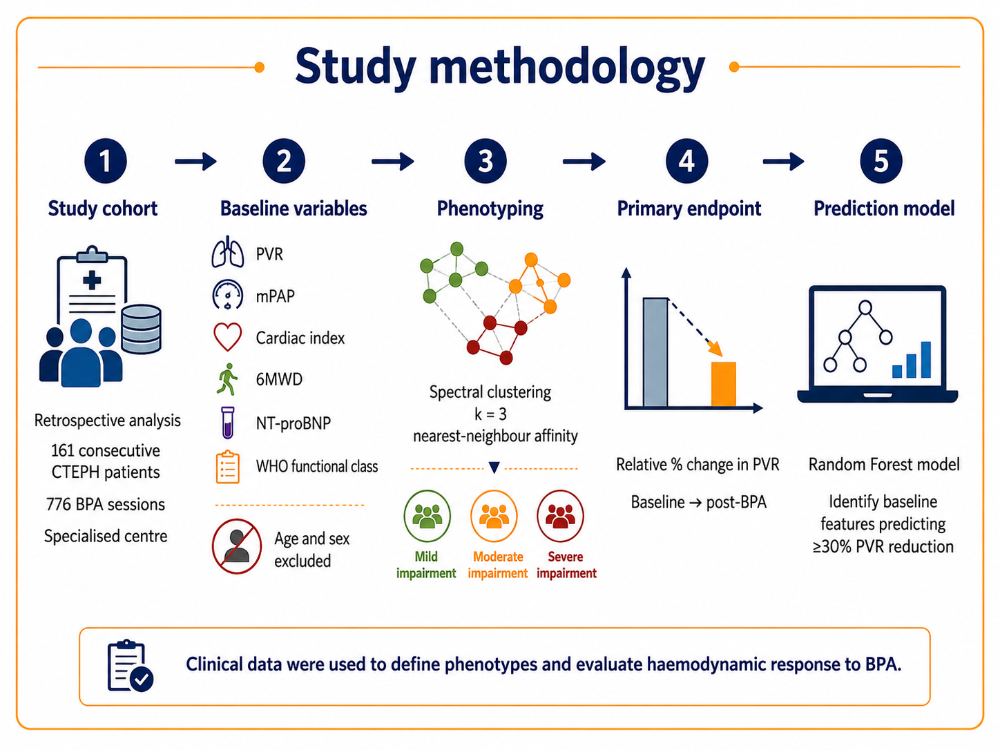 Study methodology
1
Study cohort
Retrospective analysis
161 consecutive
CTEPH patients
776 BPA sessions
Specialised centre
2
Baseline variables
PVR
mPAP
Cardiac index
6MWD
NT-proBNP
WHO functional class
Age and sex
excluded
3
Phenotyping
Spectral clustering
k = 3
nearest-neighbour affinity
Mild
impairment
Moderate
impairment
Severe
impairment
4
Primary endpoint
Relative % change in PVR
Baseline → post-BPA
5
Prediction model
Random Forest model
Identify baseline
features predicting
≥30% PVR reduction
Clinical data were used to define phenotypes and evaluate haemodynamic response to BPA.